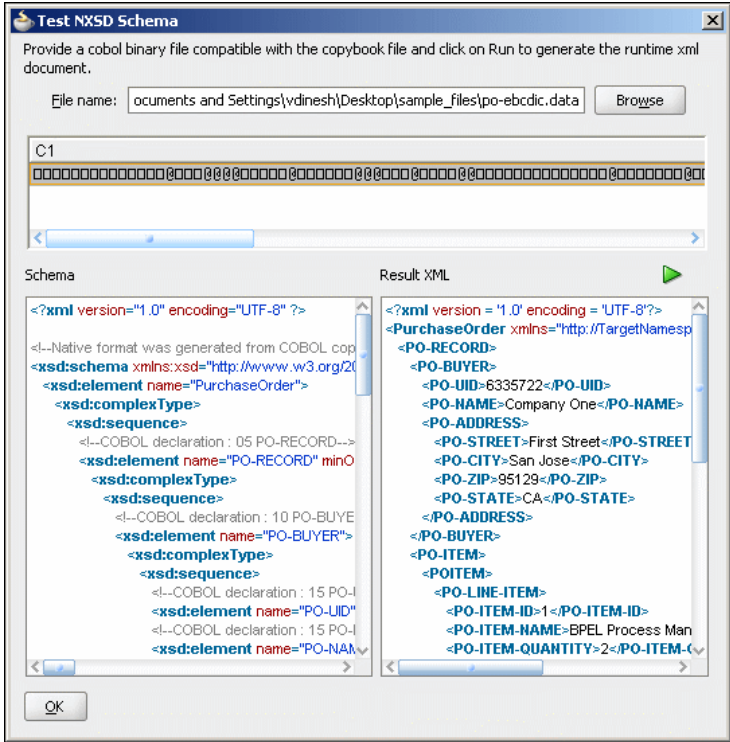 Test NXSD Schema
Provide a cobol binary file compatible with the copybook file and click on Run to generate the runtime xml
document.
File name: ocuments and Settings\vdinesh\Desktop\sample_files\po-ebcdic.data Browse
C1
Schema
<?xml version="1.0" encoding="UTF-8" ?>
<!--Native format was generated from COBOL cop
<xsd:schema xmlns:xsd="http://www.w3.org/20
<xsd:element name="PurchaseOrder">
<xsd:complexType>
<xsd:sequence>
<!--COBOL declaration : 05 PO-RECORD-->
<xsd:element name="PO-RECORD" minO
<xsd:complexType>
<xsd:sequence>
<!--COBOL declaration : 10 PO-BUYE
<xsd:element name="PO-BUYER">
<xsd:complexType>
<xsd:sequence>
<!--COBOL declaration : 15 PO-
<xsd:element name="PO-UID"
<!--COBOL declaration : 15 PO-
<xsd:element name="PO-NAM
Result XML
<?xml version = '1.0' encoding = 'UTF-8'?>
<PurchaseOrder xmlns="http://TargetNamesp
<PO-RECORD>
<PO-BUYER>
<PO-UID>6335722</PO-UID>
<PO-NAME>Company One</PO-NAME>
<PO-ADDRESS>
<PO-STREET>First Street</PO-STREET
<PO-CITY>San Jose</PO-CITY>
<PO-ZIP>95129</PO-ZIP>
<PO-STATE>CA</PO-STATE>
</PO-ADDRESS>
</PO-BUYER>
<PO-ITEM>
<POITEM>
<PO-LINE-ITEM>
<PO-ITEM-ID>1</PO-ITEM-ID>
<PO-ITEM-NAME>BPEL Process Man
<PO-ITEM-QUANTITY>2</PO-ITEM-
OK